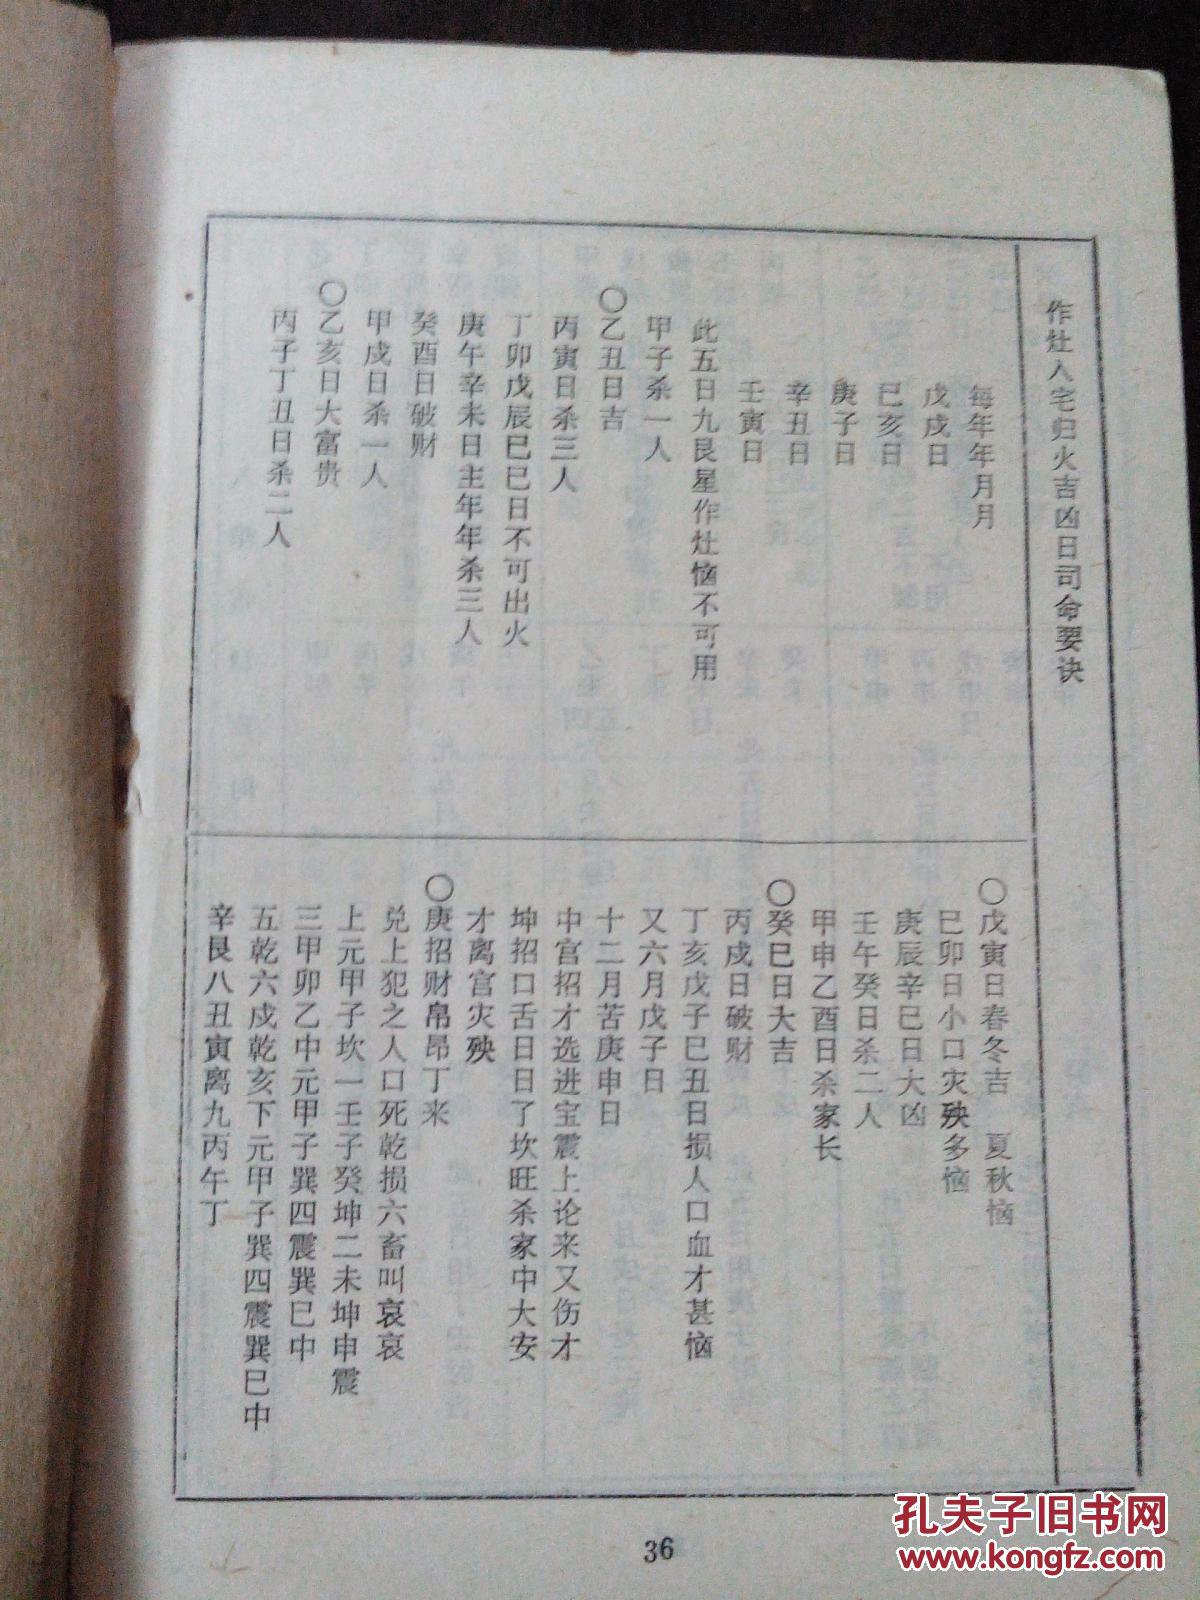 作灶入宅归火吉凶日司命要诀
每年年月月
戊戌日
巳亥日
庚子日
辛丑日
壬寅日
此五日九艮星作灶恼不可用
甲子杀一人
○乙丑日吉
丙寅日杀三人
丁卯戊辰巳巳日不可出火
庚午辛未日主年年杀三人
癸酉日破财
甲戌日杀一人
○乙亥日大富贵
丙子丁丑日杀二人
○戊寅日春冬吉 夏秋恼
巳卯日小口灾殃多恼
庚辰辛巳日大凶
壬午癸日杀二人
甲申乙酉日杀家长
○癸巳日大吉
丙戌日破财
丁亥戊子巳丑日损人口血才甚恼
又六月戊子日
十二月苦庚申日
中宫招才选进宝震上论来又伤才
坤招口舌日日了坎旺杀家中大安
才离宫灾殃
○庚招财帛昂丁来
兑上犯之人口死乾损六畜叫哀哀
上元甲子坎一壬子癸坤二未坤申震
三甲卯乙中元甲子巽四震巽巳中
五乾六戍乾亥下元甲子巽四震巽巳中
辛艮八丑寅离九丙午丁
36
孔夫子旧书网
www.kongfz.com